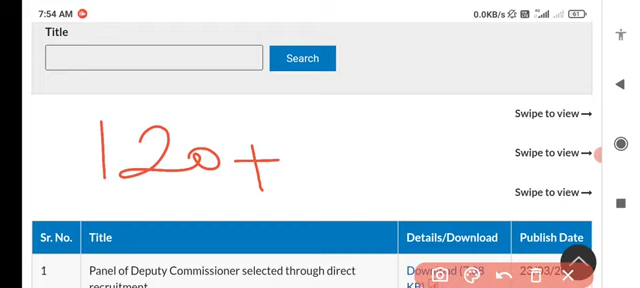 7:54 AM 0.0KB/s 61
Title
Search
Swipe to view
120+
Swipe to view
Swipe to view
Sr. No. Title Details/Download Publish Date
1 Panel of Deputy Commissioner selected through direct
recruitment KB)